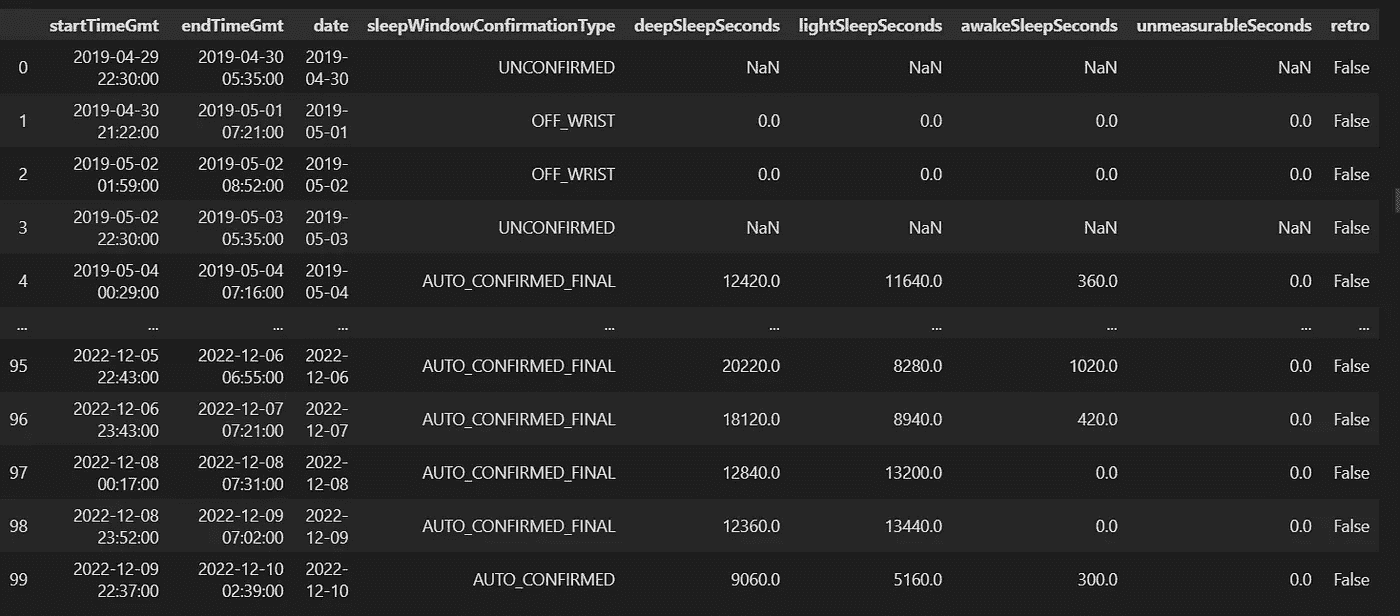 startTimeGmt endTimeGmt date sleepWindowConfirmationType deepSleepSeconds lightSleepSeconds awakeSleepSeconds unmeasurableSeconds retro
0 2019-04-29 22:30:00 2019-04-30 05:35:00 2019-04-30 UNCONFIRMED NaN NaN NaN NaN False
1 2019-04-30 21:22:00 2019-05-01 07:21:00 2019-05-01 OFF_WRIST 0.0 0.0 0.0 0.0 False
2 2019-05-02 01:59:00 2019-05-02 08:52:00 2019-05-02 OFF_WRIST 0.0 0.0 0.0 0.0 False
3 2019-05-02 22:30:00 2019-05-03 05:35:00 2019-05-03 UNCONFIRMED NaN NaN NaN NaN False
4 2019-05-04 00:29:00 2019-05-04 07:16:00 2019-05-04 AUTO_CONFIRMED_FINAL 12420.0 11640.0 360.0 0.0 False
... ... ... ... ... ... ... ... ... ...
95 2022-12-05 22:43:00 2022-12-06 06:55:00 2022-12-06 AUTO_CONFIRMED_FINAL 20220.0 8280.0 1020.0 0.0 False
96 2022-12-06 23:43:00 2022-12-07 07:21:00 2022-12-07 AUTO_CONFIRMED_FINAL 18120.0 8940.0 420.0 0.0 False
97 2022-12-08 00:17:00 2022-12-08 07:31:00 2022-12-08 AUTO_CONFIRMED_FINAL 12840.0 13200.0 0.0 0.0 False
98 2022-12-08 23:52:00 2022-12-09 07:02:00 2022-12-09 AUTO_CONFIRMED_FINAL 12360.0 13440.0 0.0 0.0 False
99 2022-12-09 22:37:00 2022-12-10 02:39:00 2022-12-10 AUTO_CONFIRMED 9060.0 5160.0 300.0 0.0 False